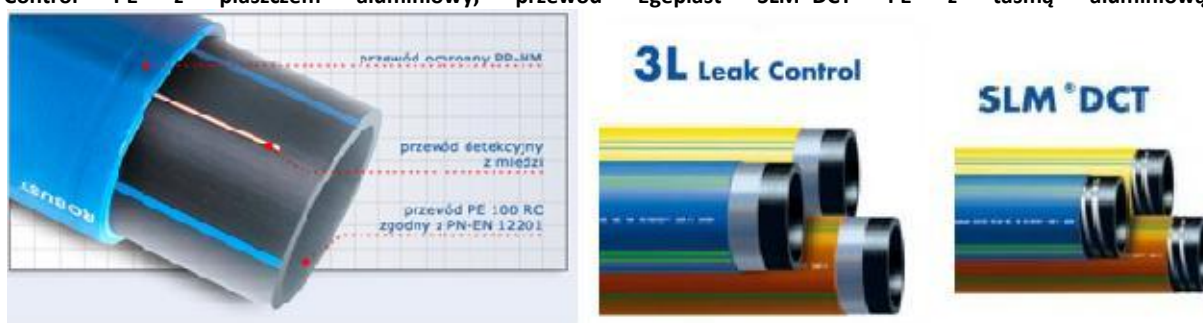 Control PE z płaszczem aluminiowy, przewód Egeplast SLM DCT PE z taśmą aluminiową
przewód ochronny PP-HM
przewód detekcyjny
z miedzi
przewód PE 100 RC
zgodny z PN-EN 12201
ROBUST
3L Leak Control
SLM® DCT